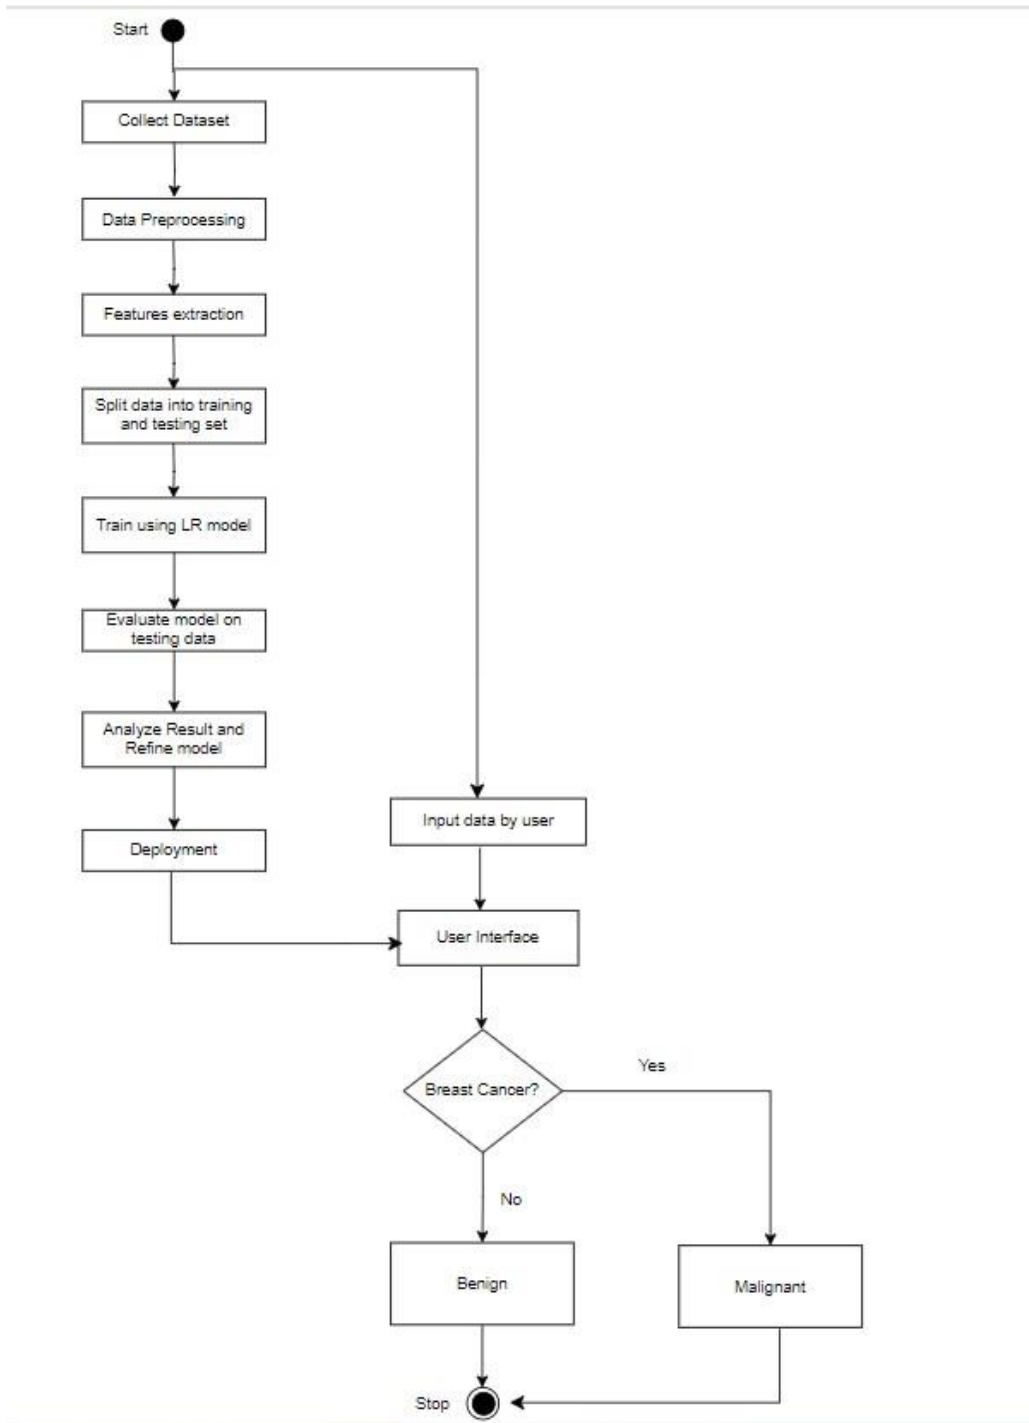 Start
Collect Dataset
Data Preprocessing
Features extraction
Split data into training
and testing set
Train using LR model
Evaluate model on
testing data
Analyze Result and
Refine model
Deployment
Input data by user
User Interface
Breast Cancer?
Yes
No
Benign
Malignant
Stop